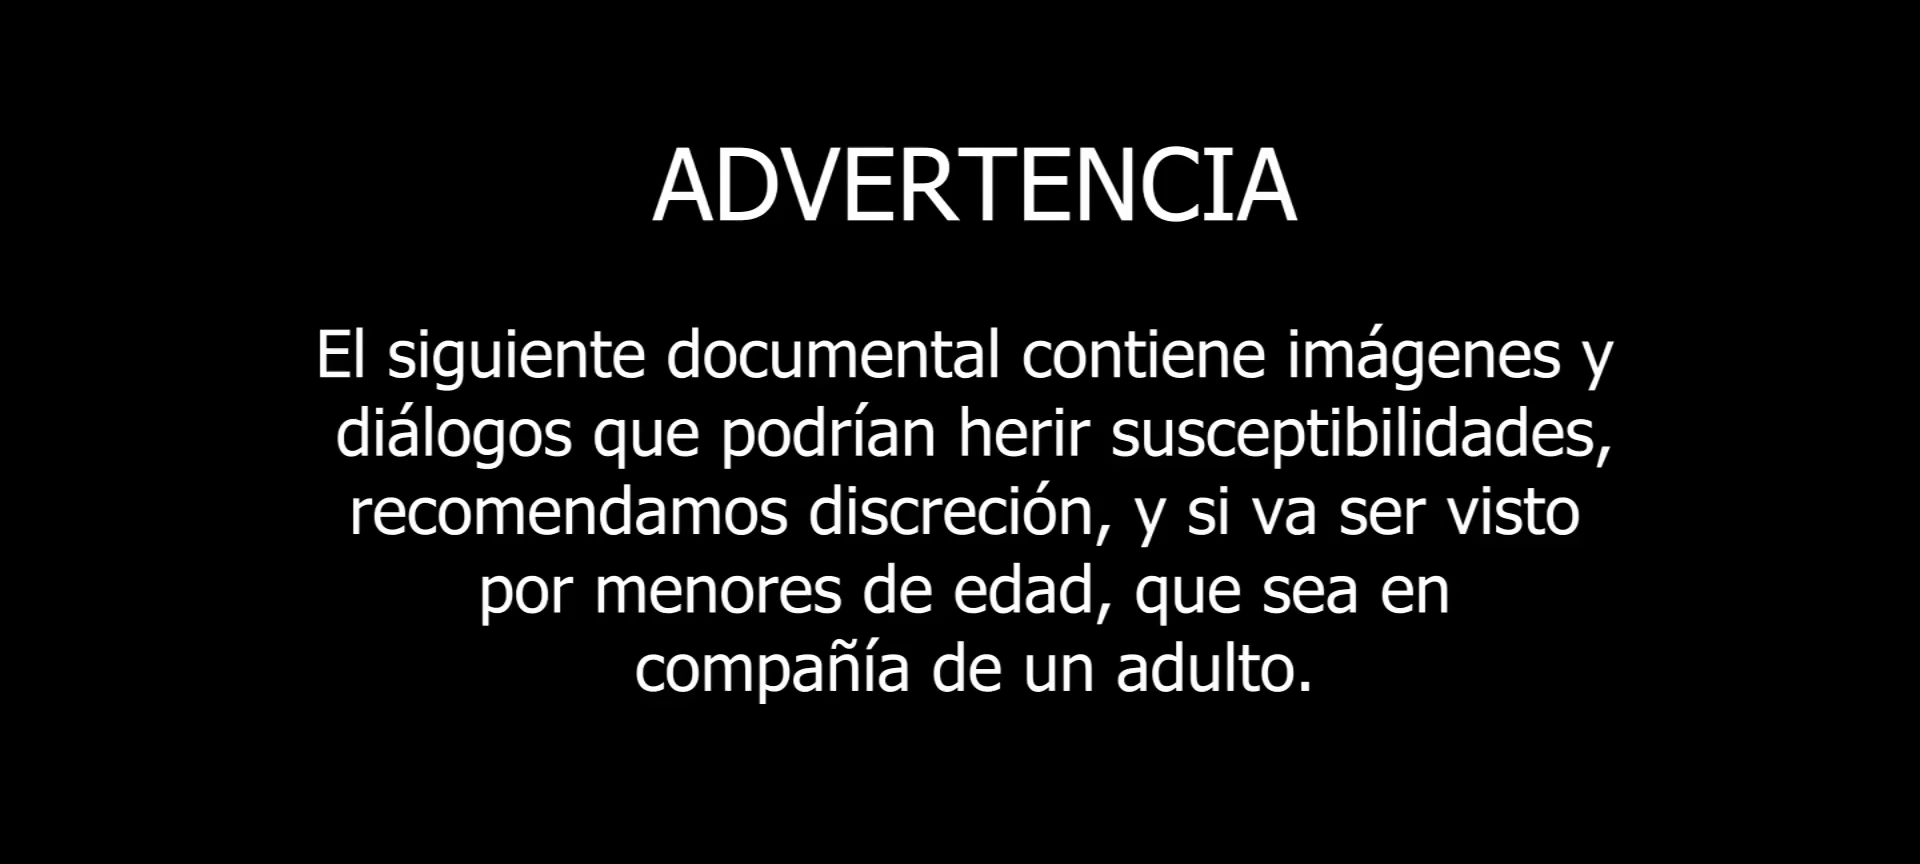 ADVERTENCIA
El siguiente documental contiene imágenes y
diálogos que podrían herir susceptibilidades,
recomendamos discreción, y si va ser visto
por menores de edad, que sea en
compañía de un adulto.